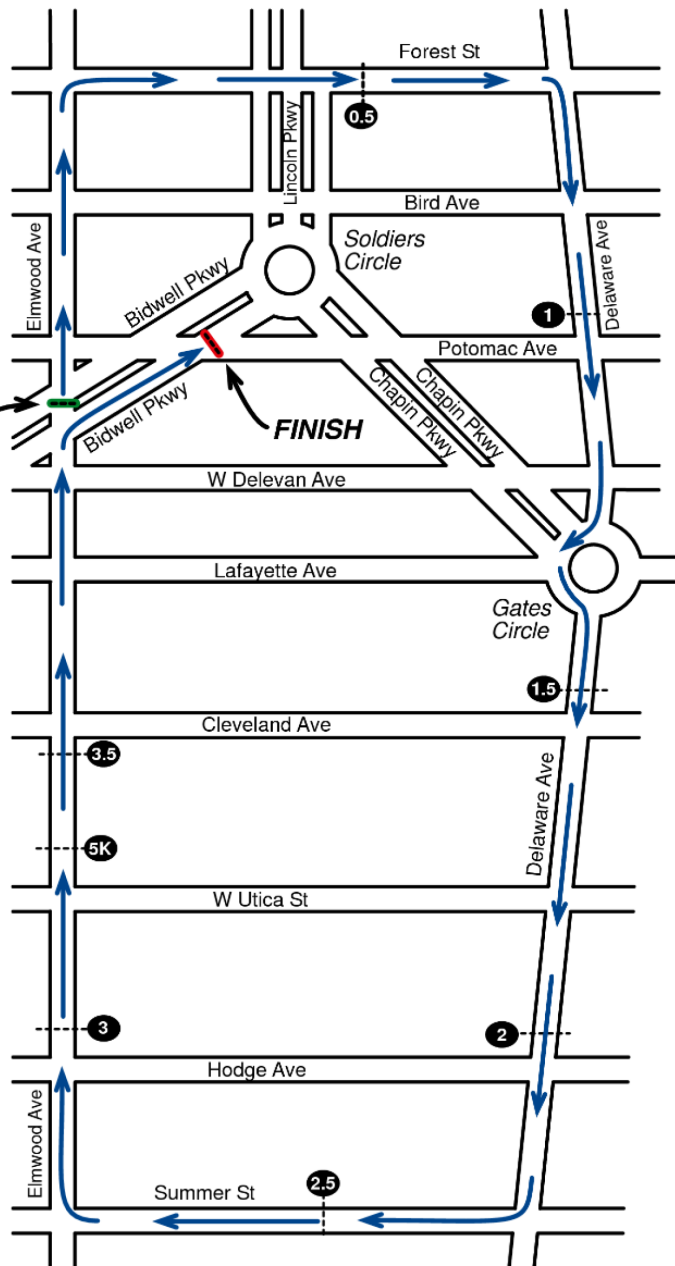 Forest St
0.5
Lincoln Pkwy
Bird Ave
Elmwood Ave
Soldiers
Circle
Bidwell Pkwy
Delaware Ave
1
Potomac Ave
Bidwell Pkwy
FINISH
Chapin Pkwy
Chapin Pkwy
W Delevan Ave
Lafayette Ave
Gates
Circle
1.5
Cleveland Ave
3.5
Delaware Ave
5K
W Utica St
3
2
Hodge Ave
Elmwood Ave
Summer St
2.5